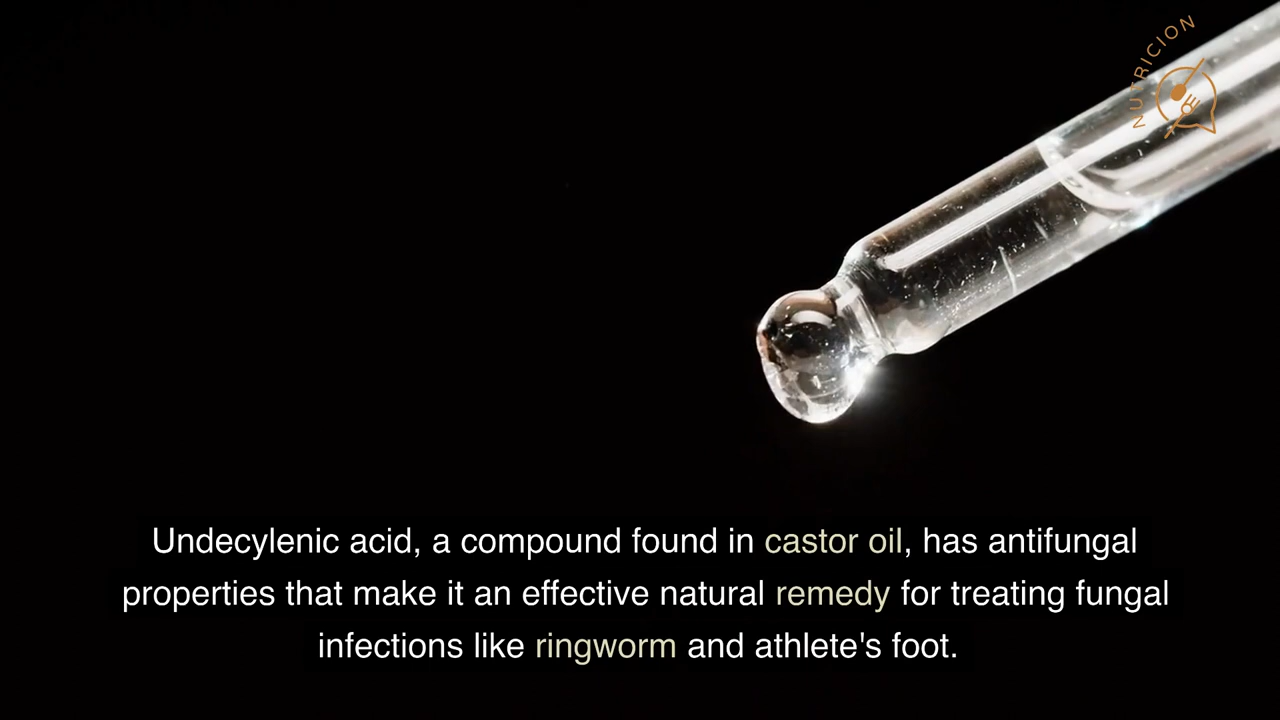 NUTRICION
Undecylenic acid, a compound found in castor oil, has antifungal
properties that make it an effective natural remedy for treating fungal
infections like ringworm and athlete's foot.